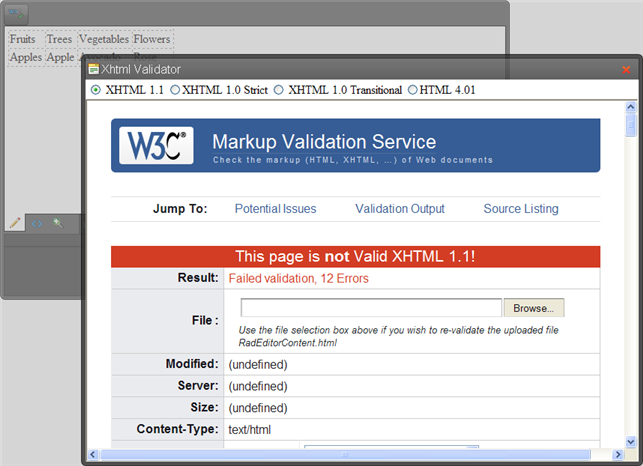 Fruits Trees Vegetables Flowers
Apples Apple Avocado Rose
Xhtml Validator
XHTML 1.1 XHTML 1.0 Strict XHTML 1.0 Transitional HTML 4.01
W3C® Markup Validation Service
Check the markup (HTML, XHTML, ...) of Web documents
Jump To: Potential Issues Validation Output Source Listing
This page is not Valid XHTML 1.1!
Result: Failed validation, 12 Errors
File : Browse...
Use the file selection box above if you wish to re-validate the uploaded file
RadEditorContent.html
Modified: (undefined)
Server: (undefined)
Size: (undefined)
Content-Type: text/html